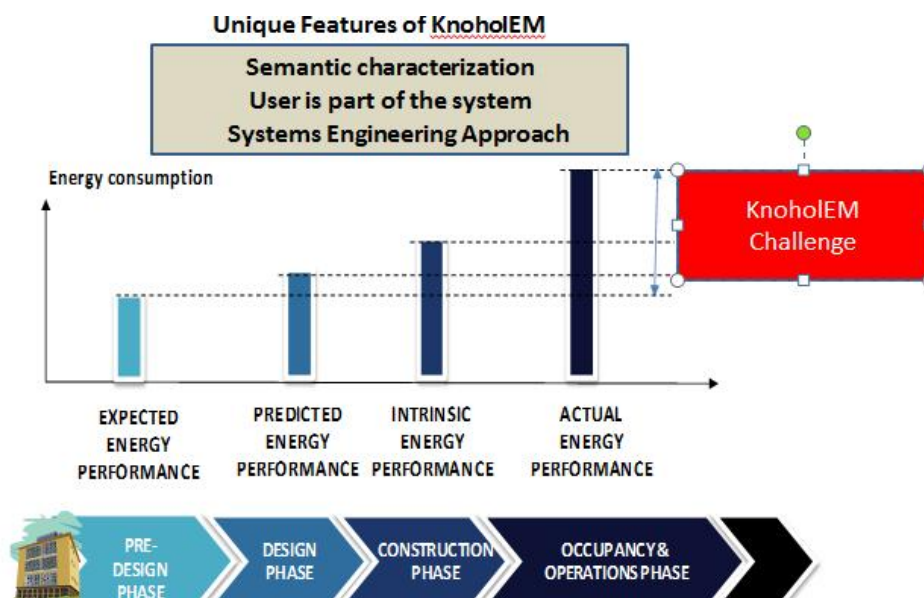 Unique Features of KnoholEM
Semantic characterization
User is part of the system
Systems Engineering Approach
Energy consumption
KnoholEM
Challenge
EXPECTED
ENERGY
PERFORMANCE
PREDICTED
ENERGY
PERFORMANCE
INTRINSIC
ENERGY
PERFORMANCE
ACTUAL
ENERGY
PERFORMANCE
PRE-
DESIGN
PHASE
DESIGN
PHASE
CONSTRUCTION
PHASE
OCCUPANCY &
OPERATIONS PHASE